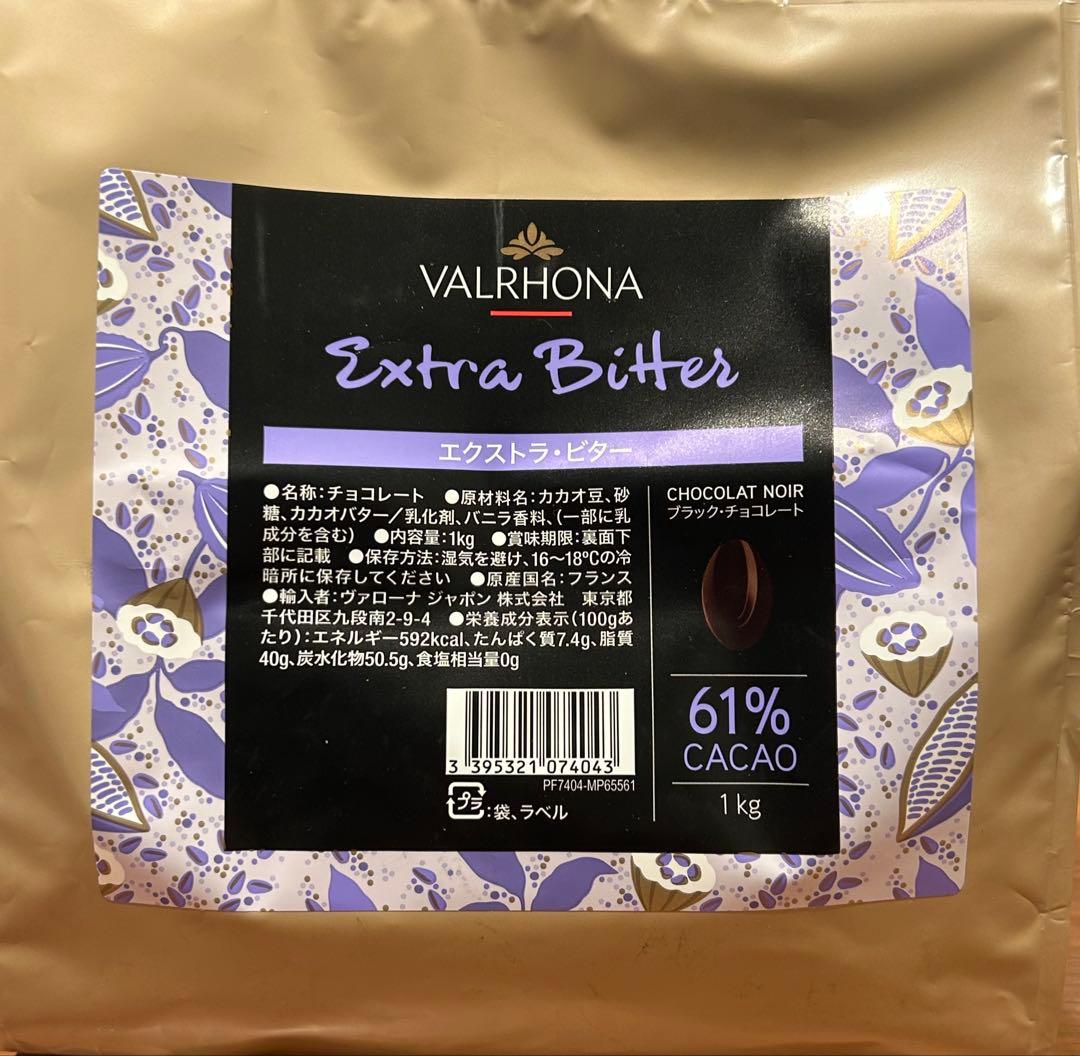 VALRHONA
Extra Bitter
エクストラ・ビター
●名称：チョコレート ●原材料名：カカオ豆、砂
糖、カカオバター／乳化剤、バニラ香料、（一部に乳
成分を含む） ●内容量：1kg ●賞味期限：裏面下
部に記載 ●保存方法：湿気を避け、16〜18℃の冷
暗所に保存してください ●原産国名：フランス
●輸入者：ヴァローナ ジャポン 株式会社 東京都
千代田区九段南2-9-4 ●栄養成分表示（100gあ
たり）：エネルギー592kcal、たんぱく質7.4g、脂質
40g、炭水化物50.5g、食塩相当量0g
3 395321 074043
PF7404-MP65561
プラ：袋、ラベル
CHOCOLAT NOIR
ブラック・チョコレート
61%
CACAO
1 kg